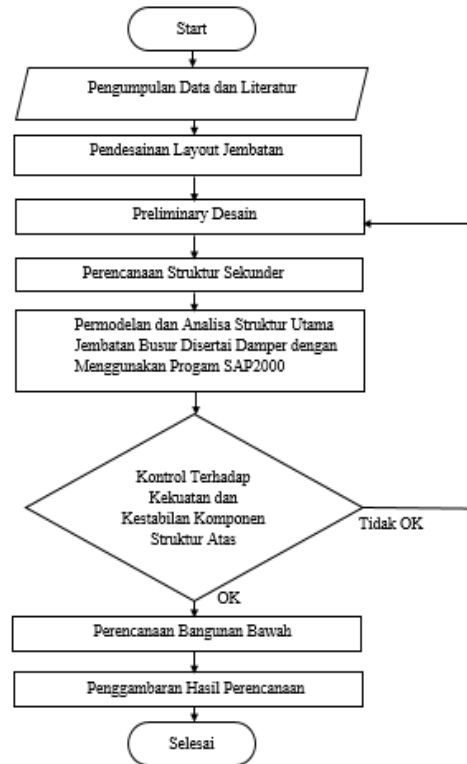 Start
Pengumpulan Data dan Literatur
Pendesainan Layout Jembatan
Preliminary Desain
Perencanaan Struktur Sekunder
Permodelan dan Analisa Struktur Utama
Jembatan Busur Disertai Damper dengan
Menggunakan Progam SAP2000
Kontrol Terhadap
Kekuatan dan
Kestabilan Komponen
Struktur Atas
Tidak OK
OK
Perencanaan Bangunan Bawah
Penggambaran Hasil Perencanaan
Selesai